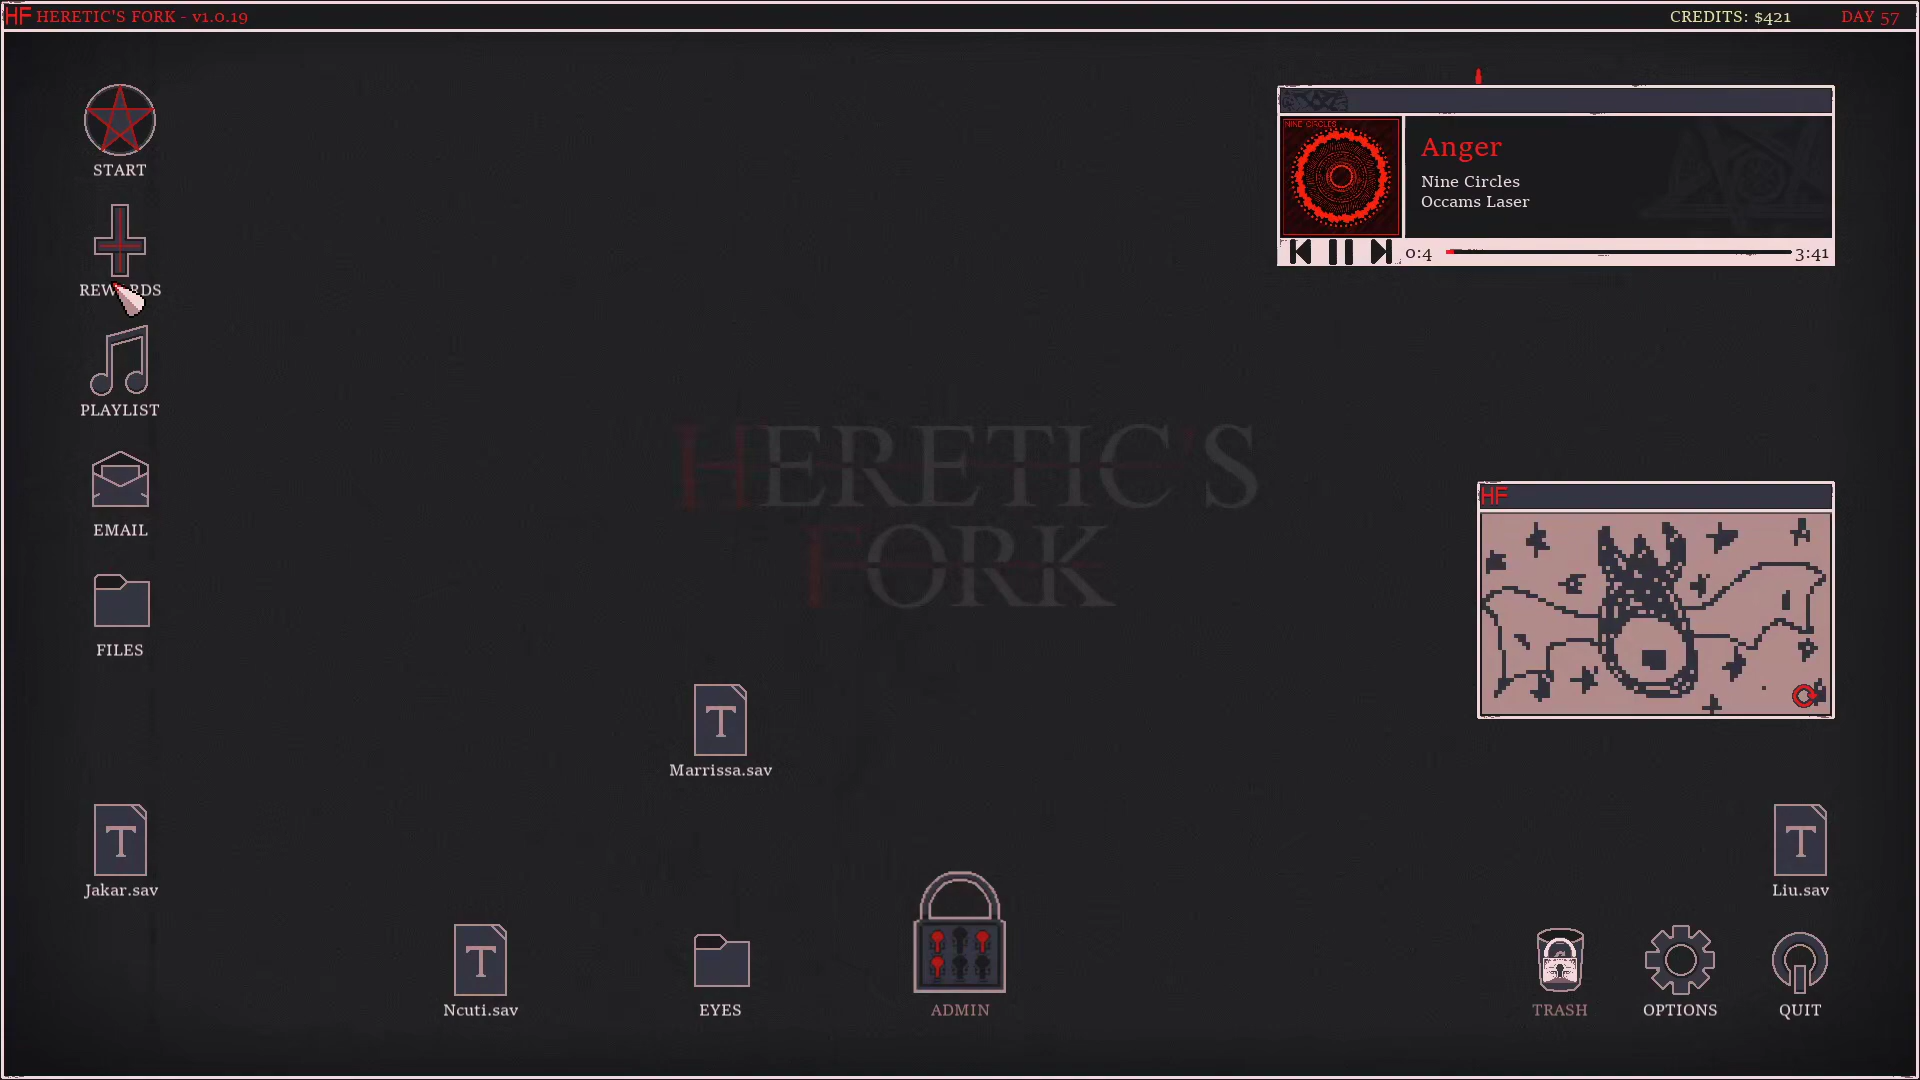 HF HERETIC'S FORK - v1.0.19
CREDITS: $421
DAY 57
START
REWARDS
PLAYLIST
EMAIL
FILES
NINE CIRCLES
Anger
Nine Circles
Occams Laser
0:4
3:41
HERETIC'S
FORK
HF
T
Marrissa.sav
T
Jakar.sav
T
Liu.sav
T
Ncuti.sav
EYES
ADMIN
TRASH
OPTIONS
QUIT